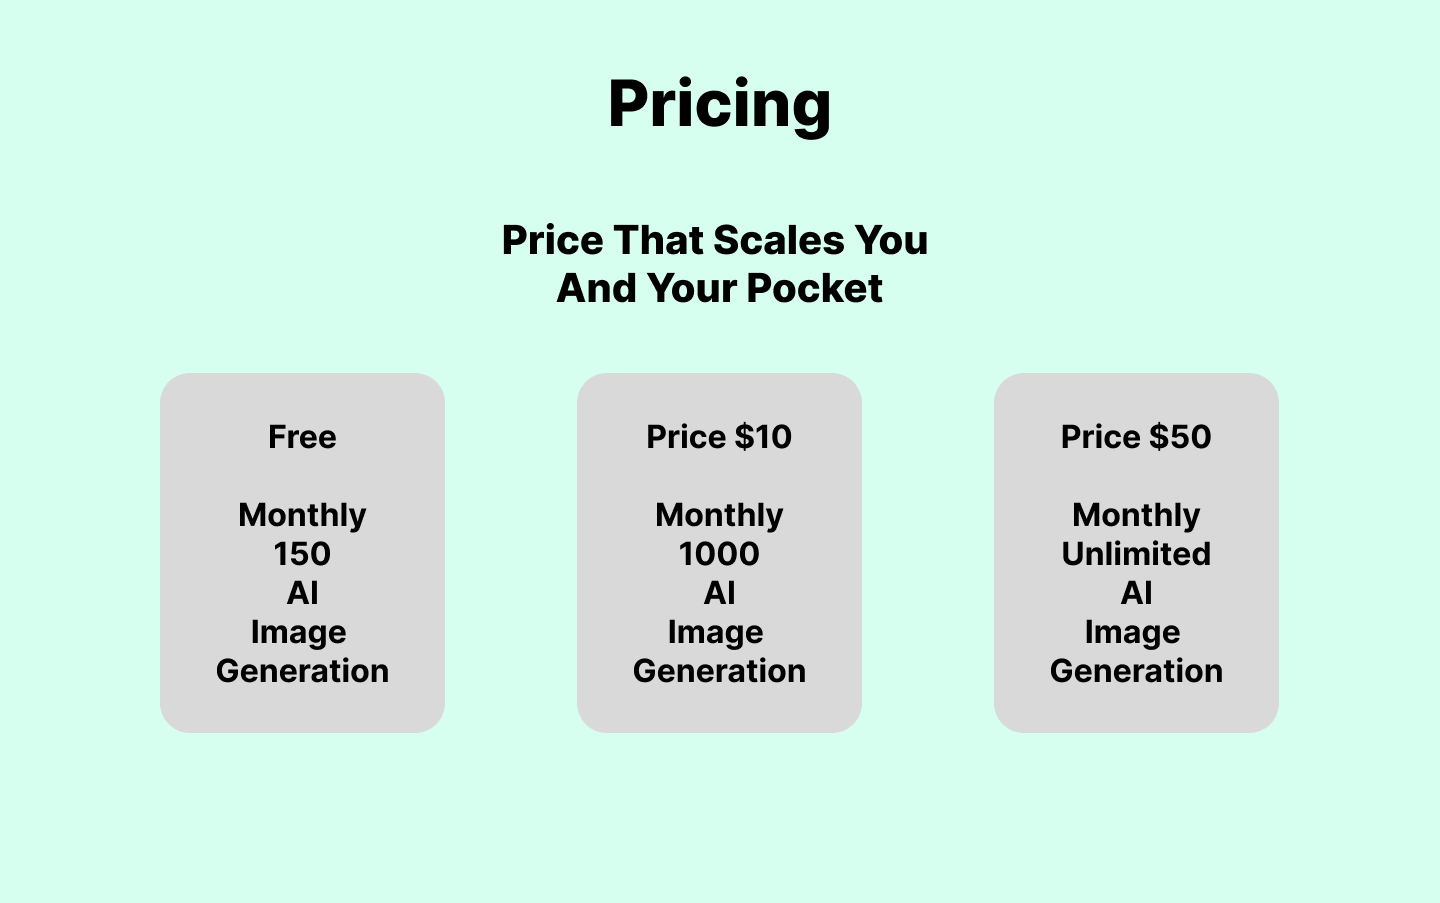 Pricing
Price That Scales You
And Your Pocket
Free
Monthly
150
AI
Image
Generation
Price $10
Monthly
1000
AI
Image
Generation
Price $50
Monthly
Unlimited
AI
Image
Generation